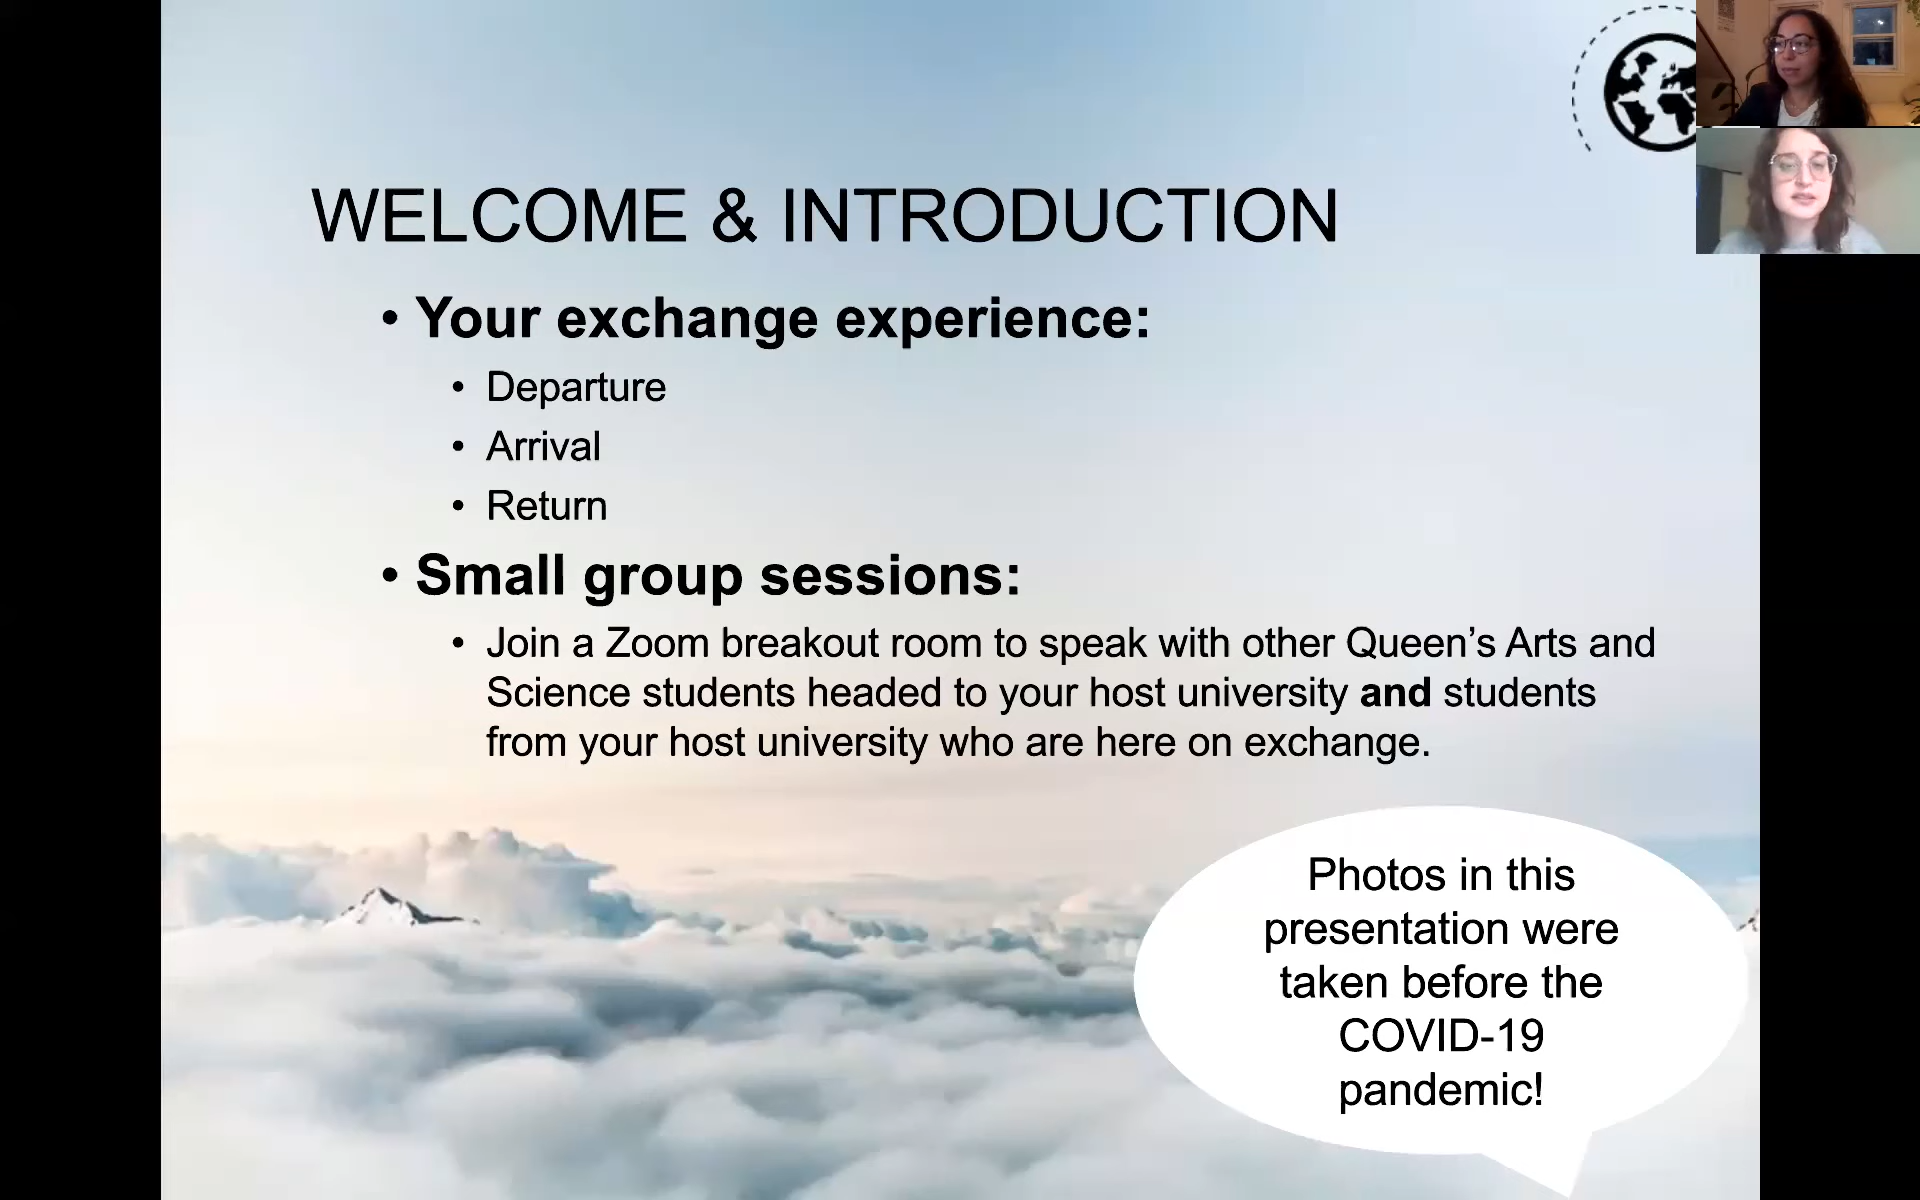 WELCOME & INTRODUCTION
• Your exchange experience:
• Departure
• Arrival
• Return
• Small group sessions:
• Join a Zoom breakout room to speak with other Queen’s Arts and
Science students headed to your host university and students
from your host university who are here on exchange.
Photos in this
presentation were
taken before the
COVID-19
pandemic!